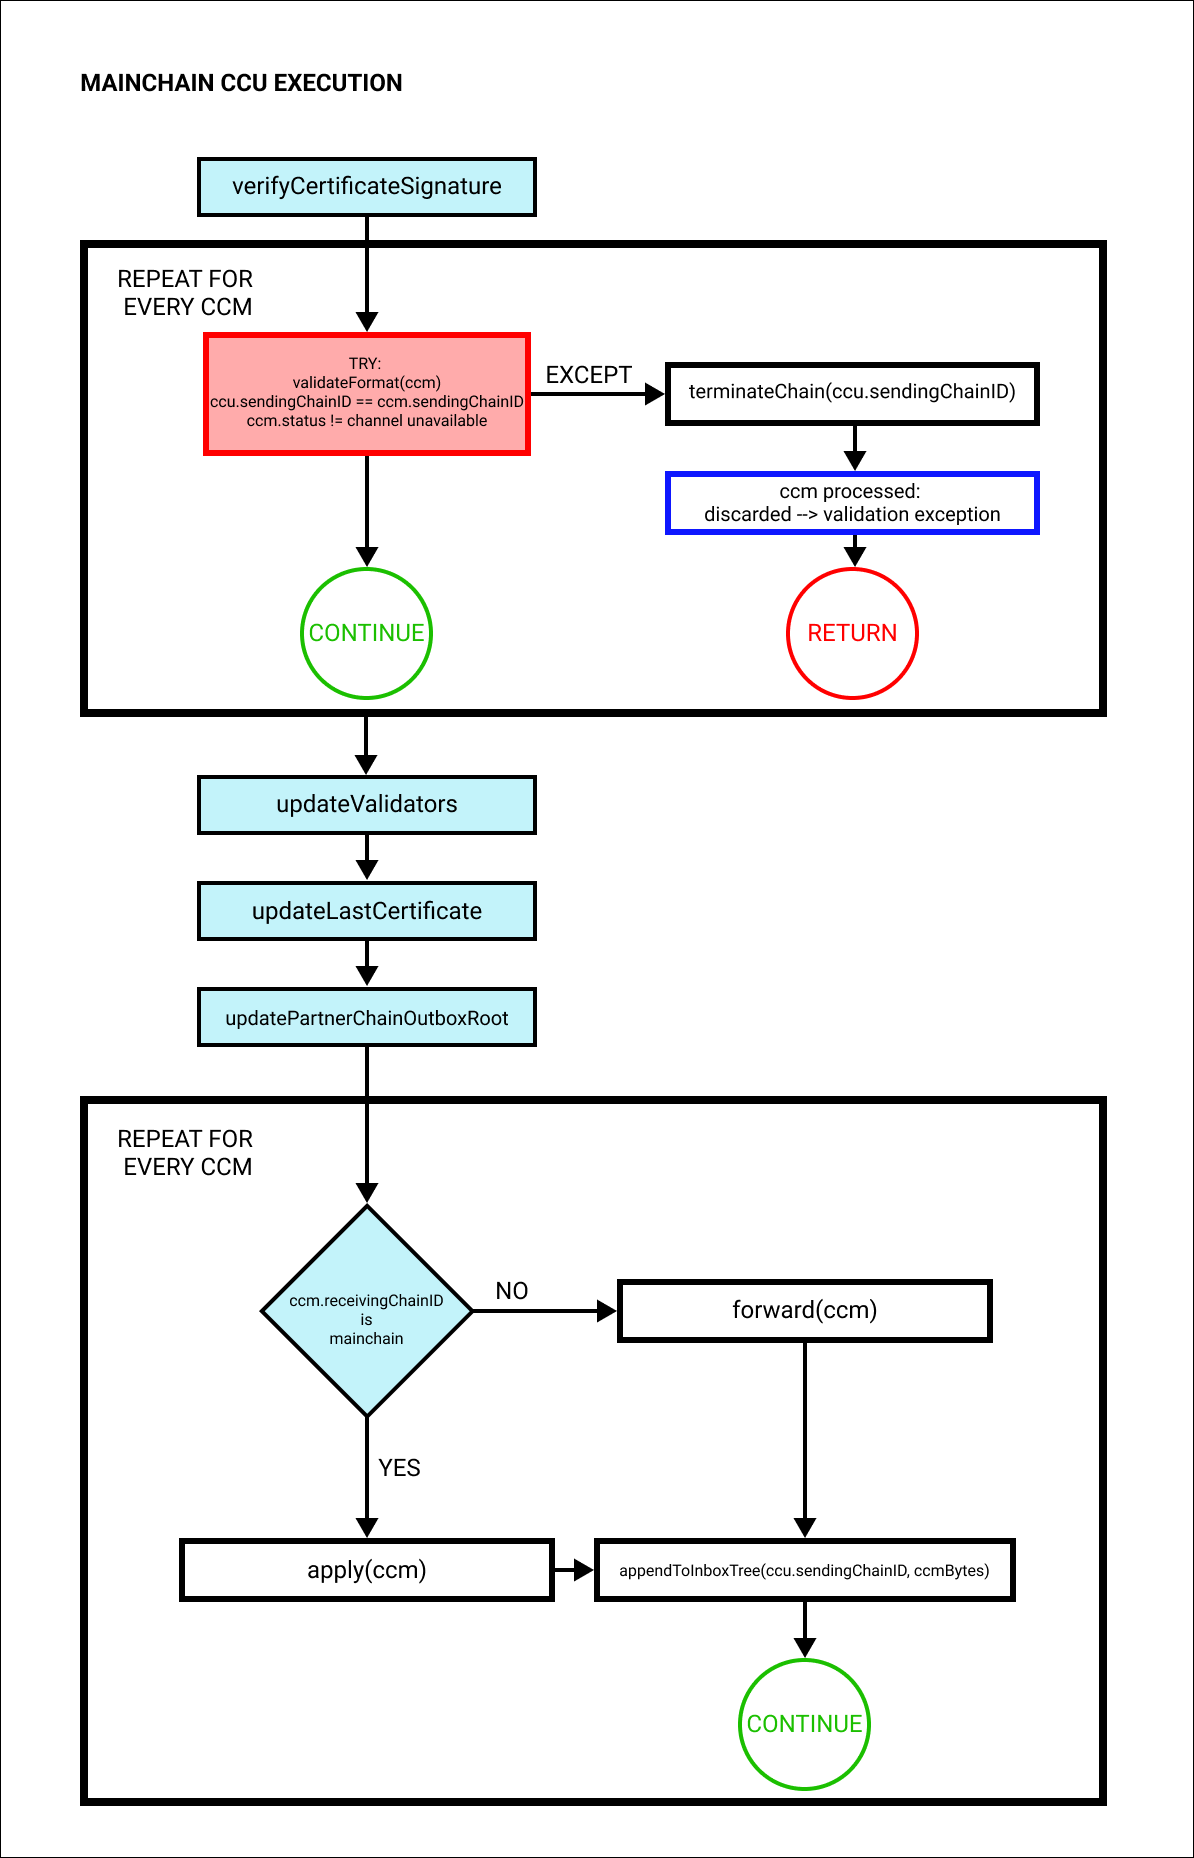 MAINCHAIN CCU EXECUTION
verifyCertificateSignature
REPEAT FOR
EVERY CCM
TRY:
validateFormat(ccm)
ccu.sendingChainID == ccm.sendingChainID
ccm.status != channel unavailable
EXCEPT
terminateChain(ccu.sendingChainID)
ccm processed:
discarded --> validation exception
CONTINUE
RETURN
updateValidators
updateLastCertificate
updatePartnerChainOutboxRoot
REPEAT FOR
EVERY CCM
ccm.receivingChainID
is
mainchain
NO
forward(ccm)
YES
apply(ccm)
appendToInboxTree(ccu.sendingChainID, ccmBytes)
CONTINUE